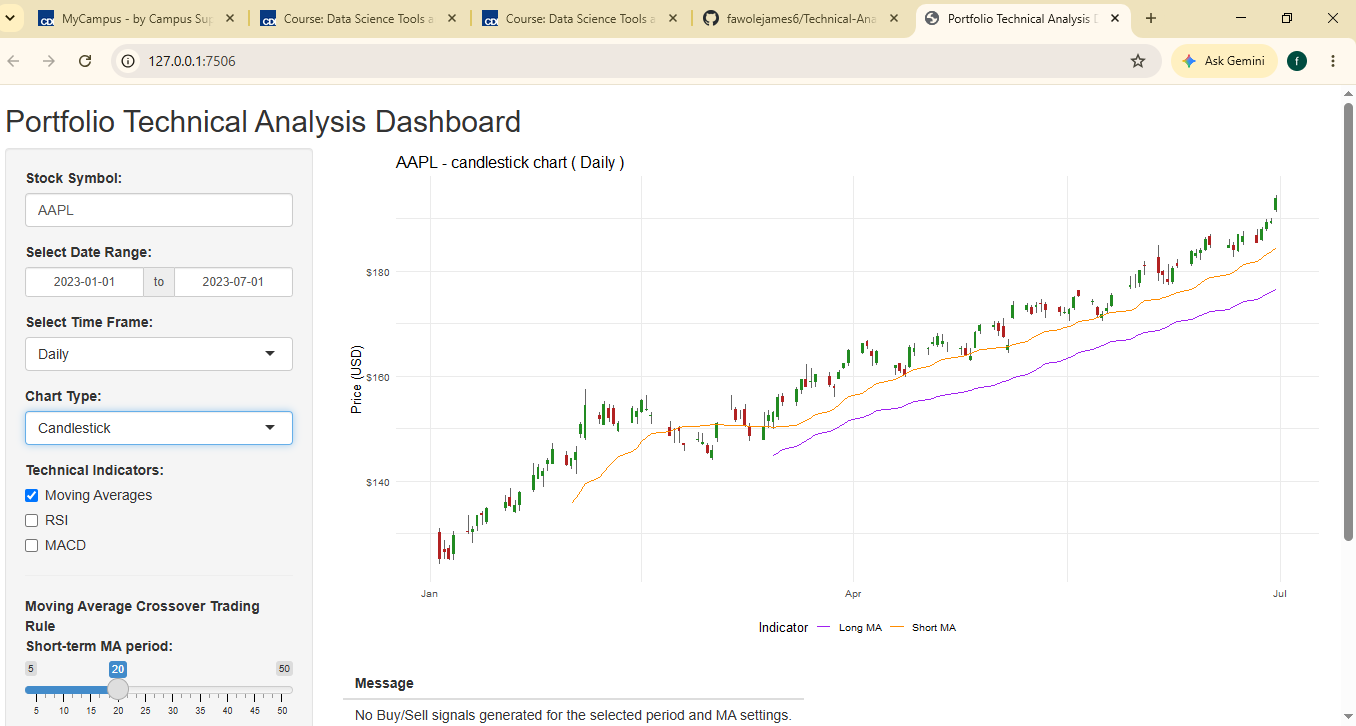 MyCampus - by Campus Sup
Course: Data Science Tools a
Course: Data Science Tools a
fawolejames6/Technical-Ana
Portfolio Technical Analysis D
127.0.0.1:7506
Ask Gemini
f
Portfolio Technical Analysis Dashboard
Stock Symbol:
AAPL
Select Date Range:
2023-01-01 to 2023-07-01
Select Time Frame:
Daily
Chart Type:
Candlestick
Technical Indicators:
Moving Averages
RSI
MACD
Moving Average Crossover Trading
Rule
Short-term MA period:
5 20 50
5 10 15 20 25 30 35 40 45 50
AAPL - candlestick chart ( Daily )
Price (USD)
$180
$160
$140
Jan Apr Jul
Indicator Long MA Short MA
Message
No Buy/Sell signals generated for the selected period and MA settings.